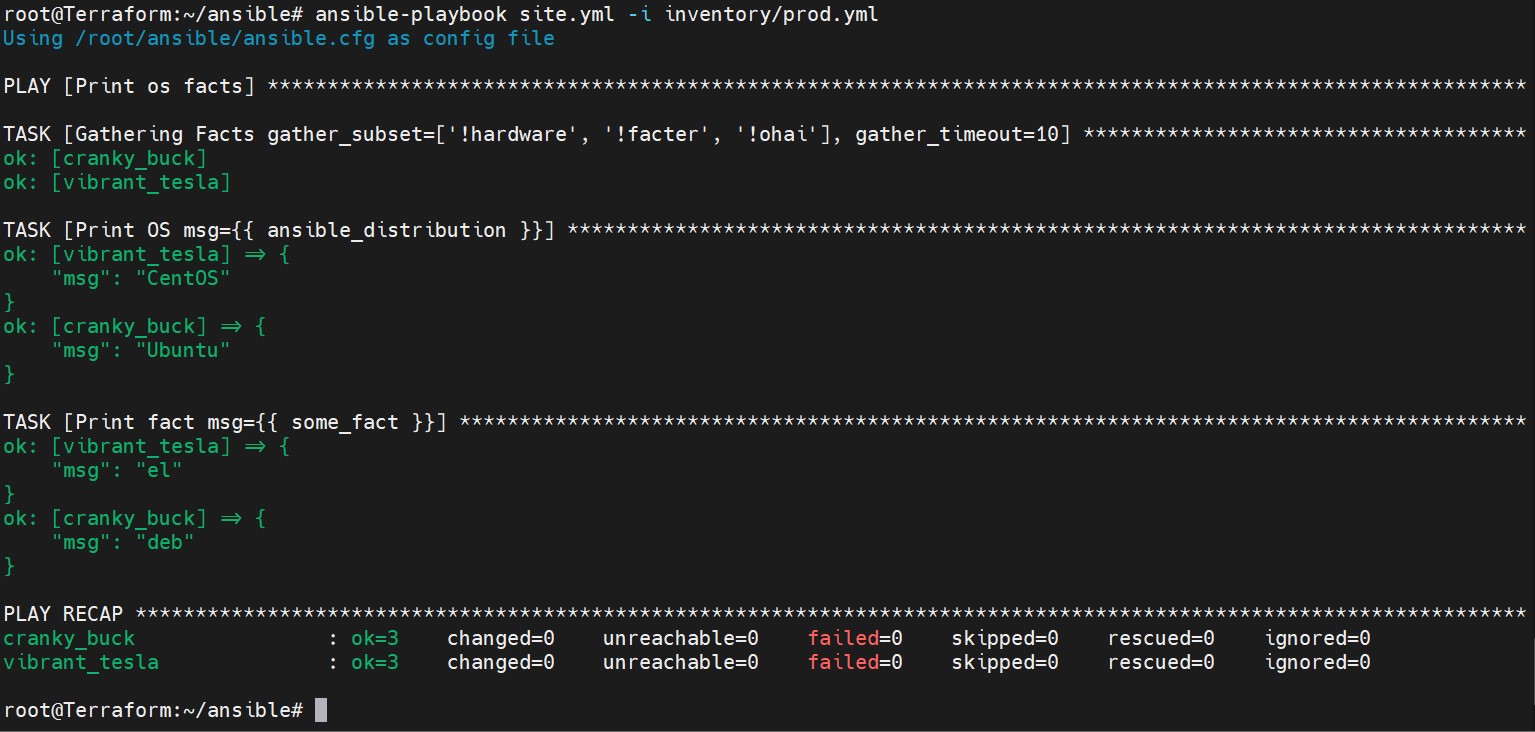 root@Terraform:~/ansible# ansible-playbook site.yml -i inventory/prod.yml
Using /root/ansible/ansible.cfg as config file
PLAY [Print os facts] *********************************************************************************************************
TASK [Gathering Facts gather_subset=['!hardware', '!facter', '!ohai'], gather_timeout=10] *************************************
ok: [cranky_buck]
ok: [vibrant_tesla]
TASK [Print OS msg={{ ansible_distribution }}] ********************************************************************************
ok: [vibrant_tesla] => {
    "msg": "CentOS"
}
ok: [cranky_buck] => {
    "msg": "Ubuntu"
}
TASK [Print fact msg={{ some_fact }}] *****************************************************************************************
ok: [vibrant_tesla] => {
    "msg": "el"
}
ok: [cranky_buck] => {
    "msg": "deb"
}
PLAY RECAP ********************************************************************************************************************
cranky_buck                : ok=3    changed=0    unreachable=0    failed=0    skipped=0    rescued=0    ignored=0
vibrant_tesla              : ok=3    changed=0    unreachable=0    failed=0    skipped=0    rescued=0    ignored=0
root@Terraform:~/ansible#